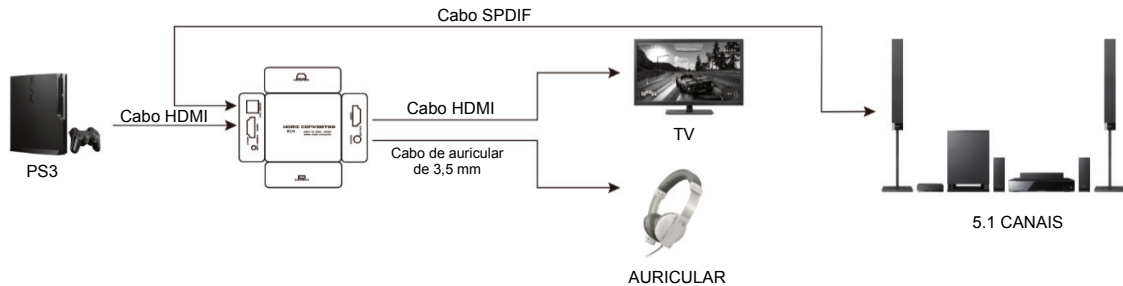 Cabo SPDIF
Cabo HDMI
PS3
HDMI CONVERTER
Cabo HDMI
Cabo de auricular
de 3,5 mm
TV
AURICULAR
5.1 CANAIS